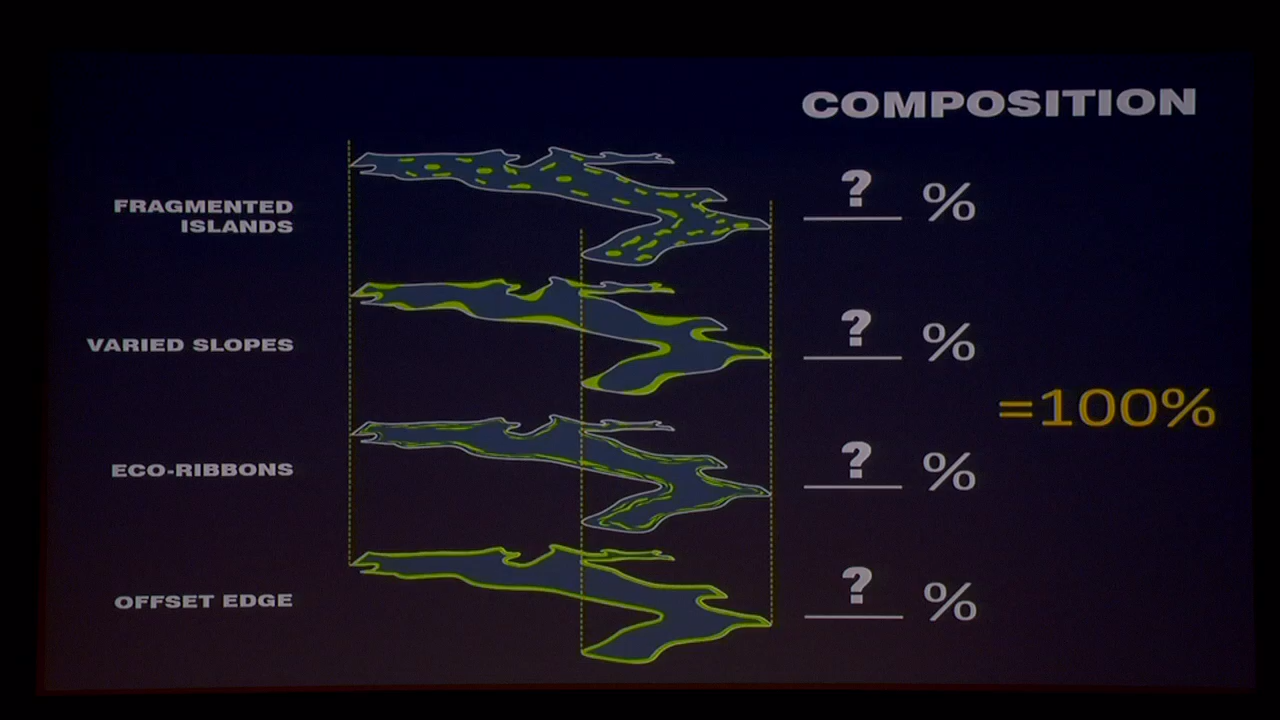 COMPOSITION
FRAGMENTED
ISLANDS
? %
VARIED SLOPES
? %
=100%
ECO-RIBBONS
? %
OFFSET EDGE
? %